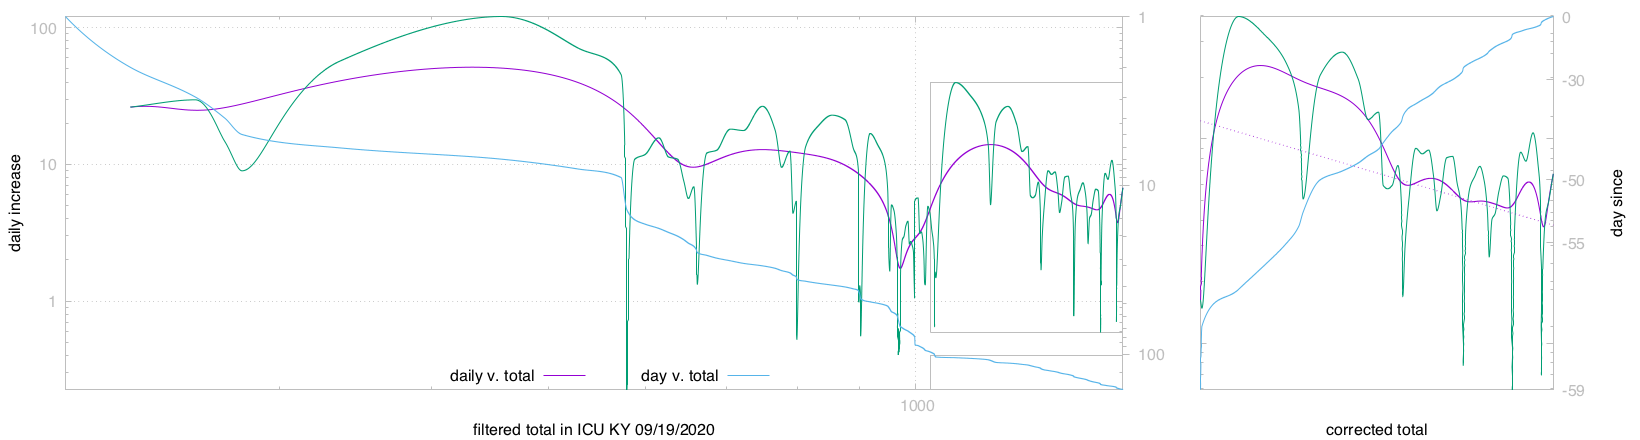 100
10
1
daily increase
daily v. total
day v. total
1
10
100
1000
filtered total in ICU KY 09/19/2020
0
-30
-50
-55
-59
day since
corrected total